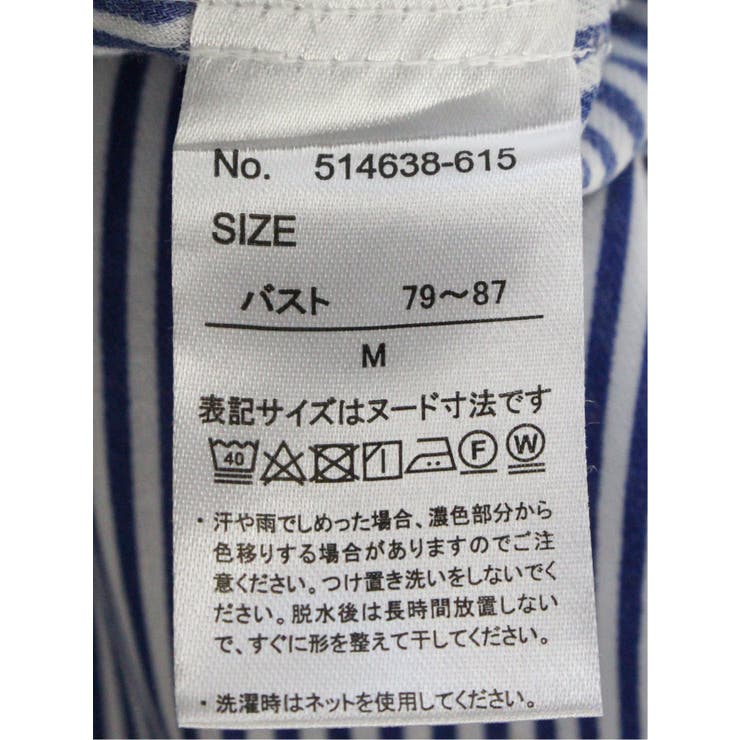 No. 514638-615
SIZE
バスト 79～87
M
表記サイズはヌード寸法です
40 F W
・汗や雨でしめった場合、濃色部分から
色移りする場合がありますのでご注
意ください。つけ置き洗いをしないでく
ださい。脱水後は長時間放置しない
で、すぐに形を整えて干してください。
・洗濯時はネットを使用してください。